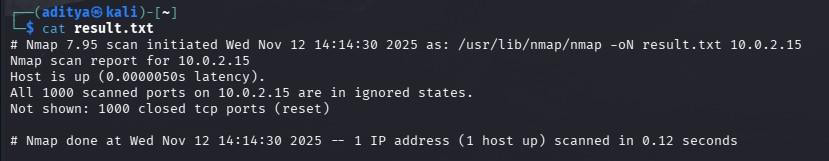 ┌──(aditya㉿kali)-[~]
└─$ cat result.txt
# Nmap 7.95 scan initiated Wed Nov 12 14:14:30 2025 as: /usr/lib/nmap/nmap -oN result.txt 10.0.2.15
Nmap scan report for 10.0.2.15
Host is up (0.0000050s latency).
All 1000 scanned ports on 10.0.2.15 are in ignored states.
Not shown: 1000 closed tcp ports (reset)
# Nmap done at Wed Nov 12 14:14:30 2025 -- 1 IP address (1 host up) scanned in 0.12 seconds